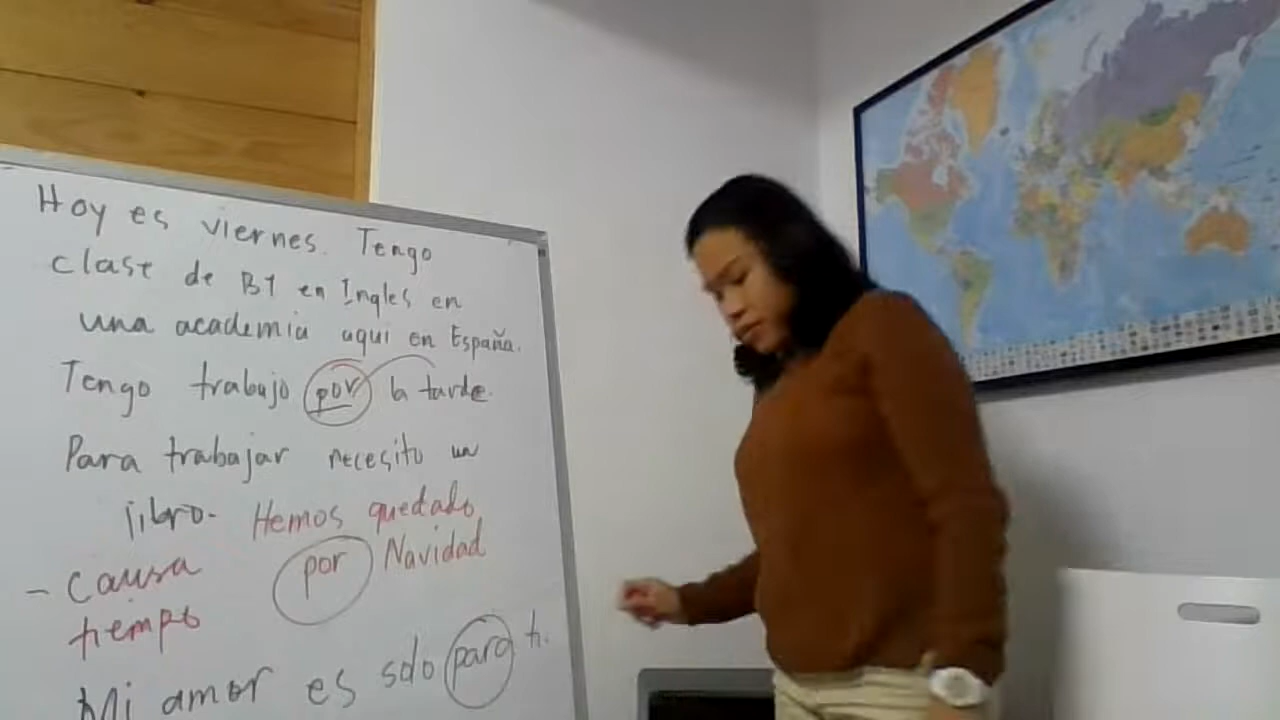 Hoy es viernes. Tengo
clase de B1 en Ingles en
una academia aqui en España.
Tengo trabajo por la tarde.
Para trabajar necesito un
libro. Hemos quedado
- causa por Navidad
tiempo
Mi amor es solo para ti.